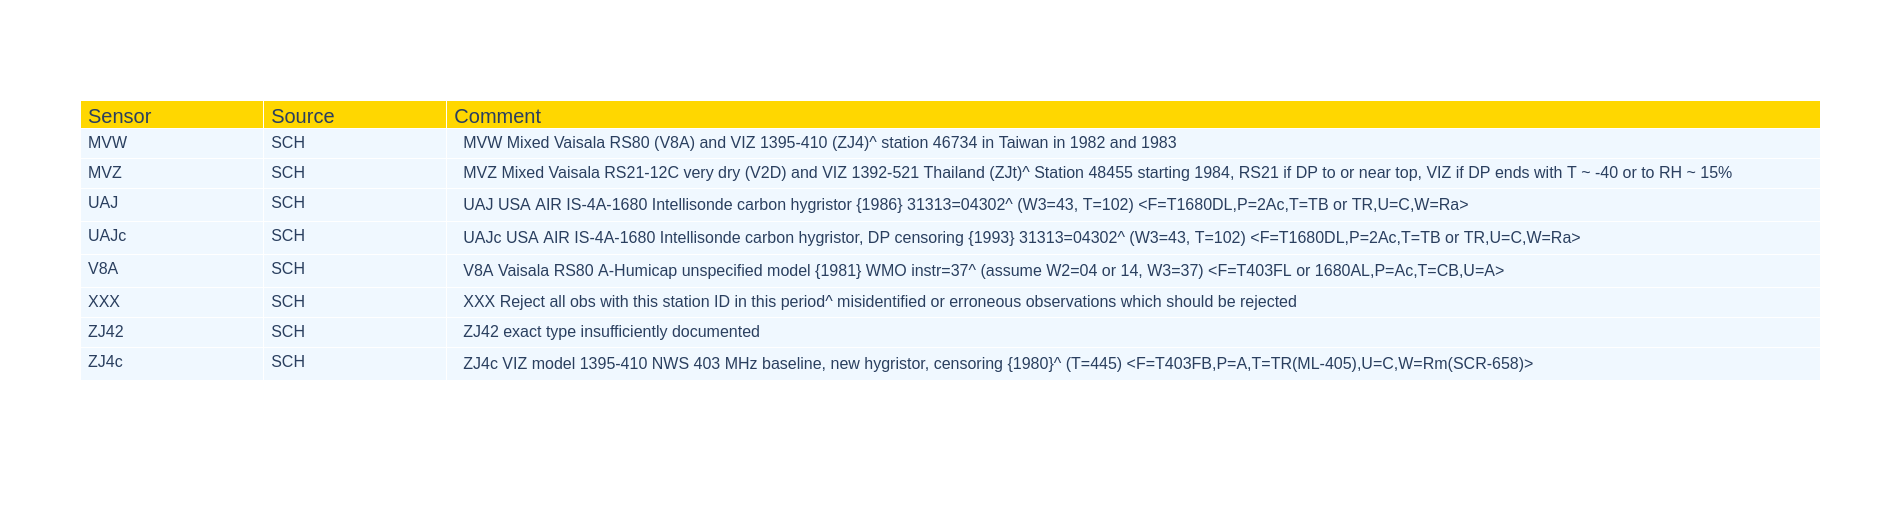 Sensor Source Comment
MVW SCH MVW Mixed Vaisala RS80 (V8A) and VIZ 1395-410 (ZJ4)^ station 46734 in Taiwan in 1982 and 1983
MVZ SCH MVZ Mixed Vaisala RS21-12C very dry (V2D) and VIZ 1392-521 Thailand (ZJt)^ Station 48455 starting 1984, RS21 if DP to or near top, VIZ if DP ends with T ~ -40 or to RH ~ 15%
UAJ SCH UAJ USA AIR IS-4A-1680 Intellisonde carbon hygristor {1986} 31313=04302^ (W3=43, T=102) <F=T1680DL,P=2Ac,T=TB or TR,U=C,W=Ra>
UAJc SCH UAJc USA AIR IS-4A-1680 Intellisonde carbon hygristor, DP censoring {1993} 31313=04302^ (W3=43, T=102) <F=T1680DL,P=2Ac,T=TB or TR,U=C,W=Ra>
V8A SCH V8A Vaisala RS80 A-Humicap unspecified model {1981} WMO instr=37^ (assume W2=04 or 14, W3=37) <F=T403FL or 1680AL,P=Ac,T=CB,U=A>
XXX SCH XXX Reject all obs with this station ID in this period^ misidentified or erroneous observations which should be rejected
ZJ42 SCH ZJ42 exact type insufficiently documented
ZJ4c SCH ZJ4c VIZ model 1395-410 NWS 403 MHz baseline, new hygristor, censoring {1980}^ (T=445) <F=T403FB,P=A,T=TR(ML-405),U=C,W=Rm(SCR-658)>